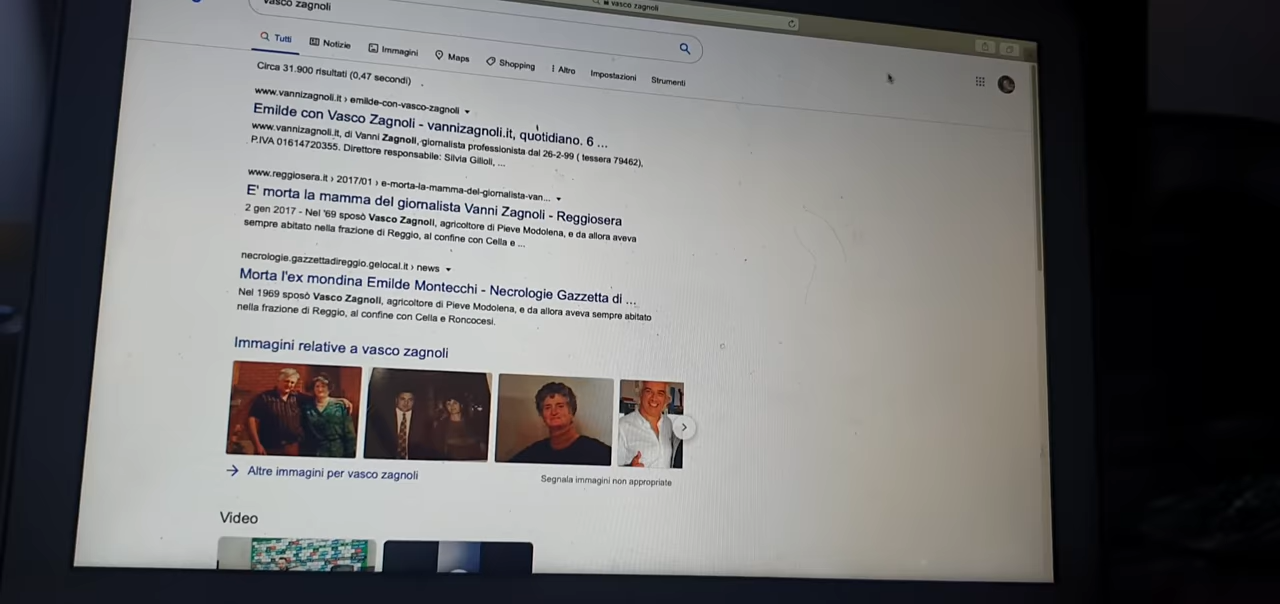 vasco zagnoli
vasco zagnoli
Tutti Notizie Immagini Maps Shopping Altro Impostazioni Strumenti
Circa 31.900 risultati (0,47 secondi)
www.vannizagnoli.it › emilde-con-vasco-zagnoli
Emilde con Vasco Zagnoli - vannizagnoli.it, quotidiano. 6 ...
www.vannizagnoli.it, di Vanni Zagnoli, giornalista professionista dal 26-2-99 ( tessera 79462),
P.IVA 01614720355. Direttore responsabile: Silvia Gilioli, ...
www.reggiosera.it › 2017/01 › e-morta-la-mamma-del-giornalista-van...
E' morta la mamma del giornalista Vanni Zagnoli - Reggiosera
2 gen 2017 - Nel '69 sposò Vasco Zagnoli, agricoltore di Pieve Modolena, e da allora aveva
sempre abitato nella frazione di Reggio, al confine con Cella e ...
necrologie.gazzettadireggio.gelocal.it › news
Morta l'ex mondina Emilde Montecchi - Necrologie Gazzetta di ...
Nel 1969 sposò Vasco Zagnoli, agricoltore di Pieve Modolena, e da allora aveva sempre abitato
nella frazione di Reggio, al confine con Cella e Roncocesi.
Immagini relative a vasco zagnoli
Altre immagini per vasco zagnoli
Segnala immagini non appropriate
Video